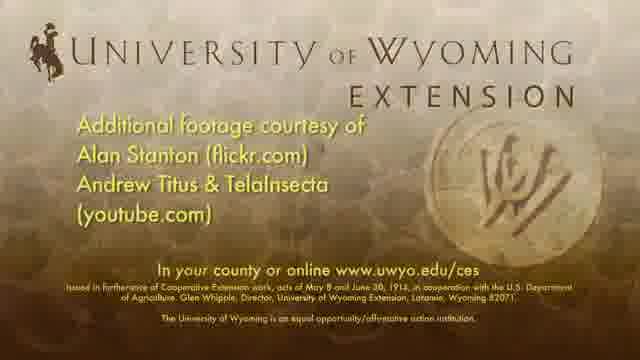 UNIVERSITY OF WYOMING
EXTENSION
Additional footage courtesy of
Alan Stanton (flickr.com)
Andrew Titus & TelaInsecta
(youtube.com)
In your county or online www.uwyo.edu/ces
Issued in furtherance of Cooperative Extension work, acts of May 8 and June 30, 1914, in cooperation with the U.S. Department
of Agriculture. Glen Whipple, Director, University of Wyoming Extension, Laramie, Wyoming 82071.
The University of Wyoming is an equal opportunity/affirmative action institution.